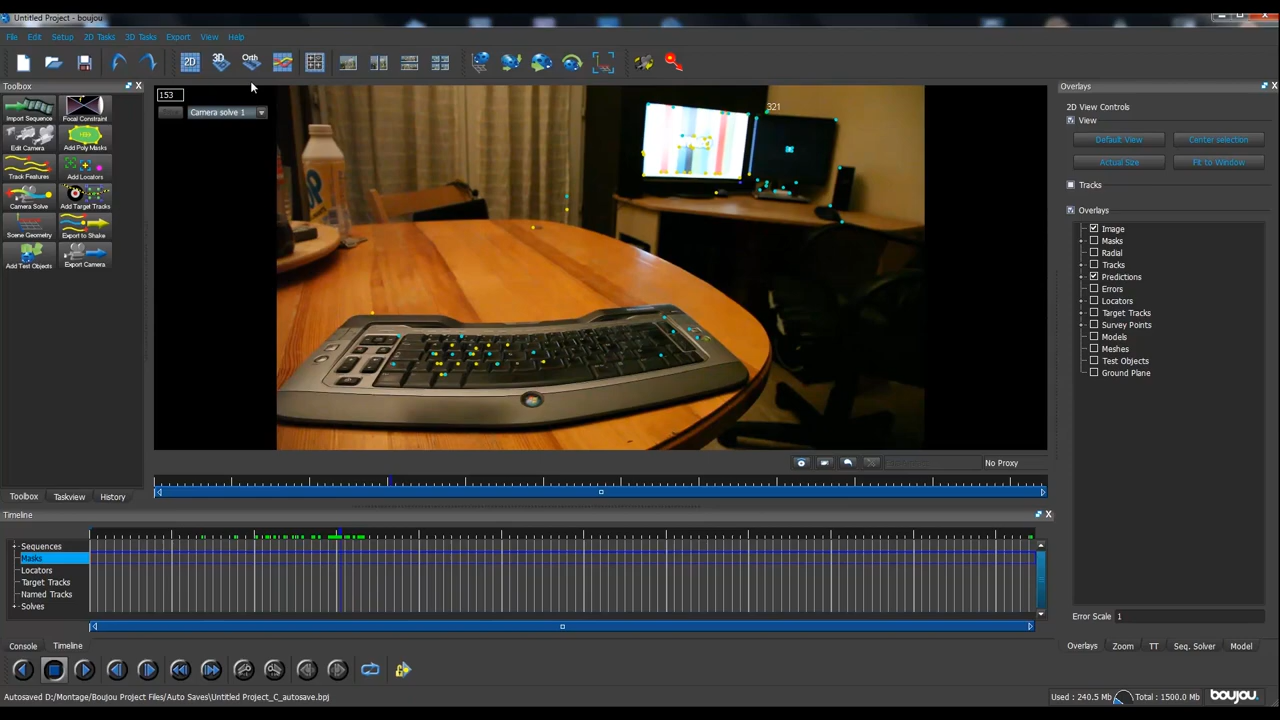 Untitled Project - boujou
File Edit Setup 2D Tasks 3D Tasks Export View Help
2D 3D Orth
Toolbox
Import Sequence Focal Constraint
Edit Camera Add Poly Masks
Track Features Add Locators
Camera Solve Add Target Tracks
Scene Geometry Export to Shake
Add Test Objects Export Camera
Toolbox Taskview History
153
Camera solve 1
321
No Proxy
Overlays
2D View Controls
View
Default View Center selection
Actual Size Fit to Window
Tracks
Overlays
Image
Masks
Radial
Tracks
Predictions
Errors
Locators
Target Tracks
Survey Points
Models
Meshes
Test Objects
Ground Plane
Error Scale 1
Overlays Zoom TT Seq. Solver Model
Timeline
Sequences
Masks
Locators
Target Tracks
Named Tracks
Solves
Console Timeline
Autosaved D:/Montage/Boujou Project Files/Auto Saves\Untitled Project_C_autosave.bpj
Used : 240.5 Mb Total : 1500.0 Mb boujou